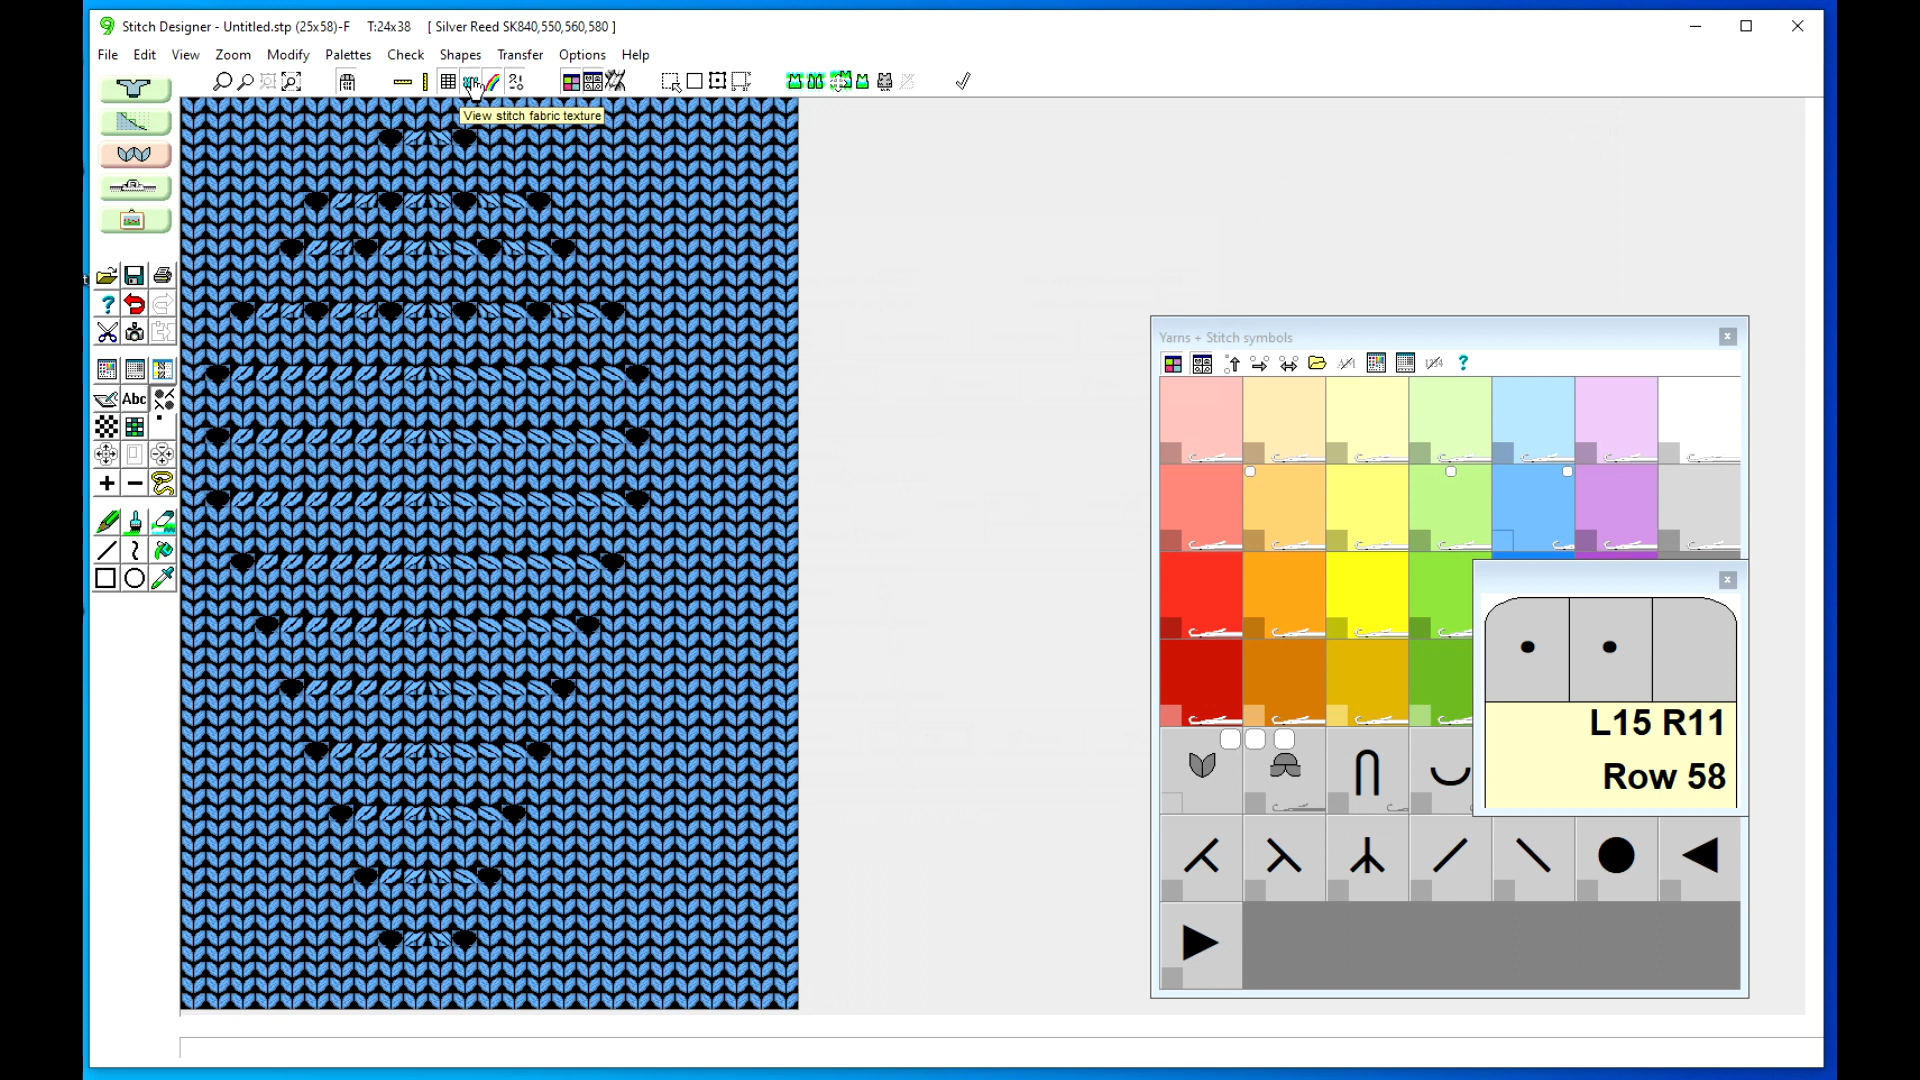 Stitch Designer - Untitled.stp (25x58)-F T:24x38 [ Silver Reed SK840,550,560,580 ]
File Edit View Zoom Modify Palettes Check Shapes Transfer Options Help
View stitch fabric texture
Abc
Yarns + Stitch symbols
L15 R11
Row 58